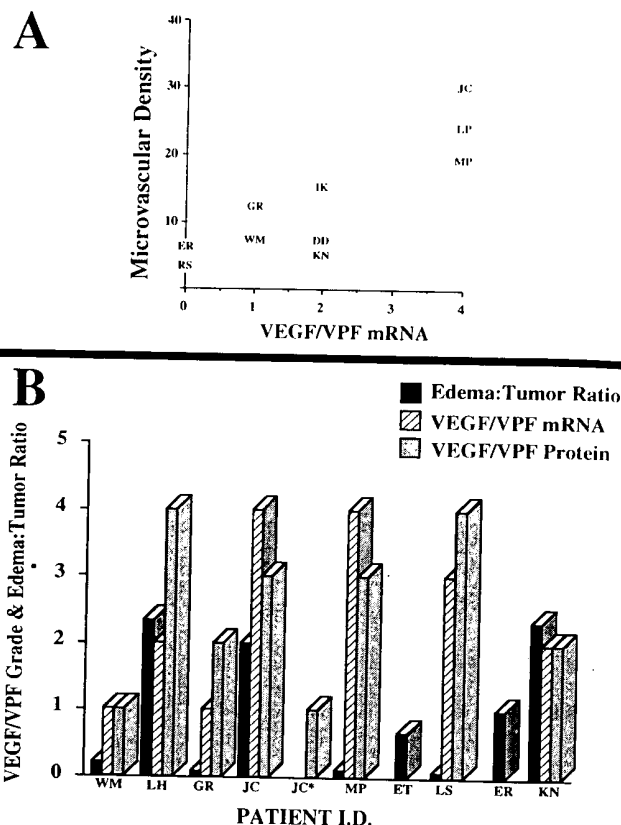 A
Microvascular Density
40
30
20
10
JC
LP
MP
IK
GR
WM
DD
KN
ER
RS
0 1 2 3 4
VEGF/VPF mRNA
B
Edema:Tumor Ratio
VEGF/VPF mRNA
VEGF/VPF Protein
VEGF/VPF Grade & Edema:Tumor Ratio
5
4
3
2
1
0
WM LH GR JC JC* MP ET LS ER KN
PATIENT I.D.